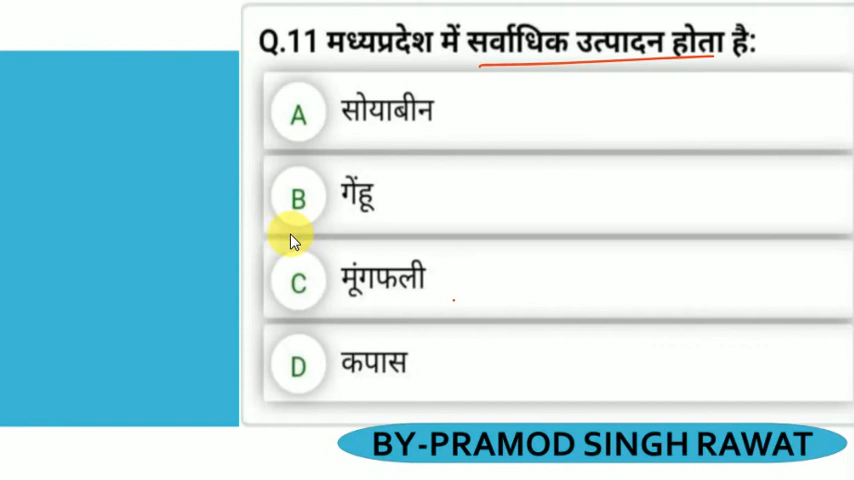 Q.11 मध्यप्रदेश में सर्वाधिक उत्पादन होता है:
A सोयाबीन
B गेंहू
C मूंगफली
D कपास
BY-PRAMOD SINGH RAWAT